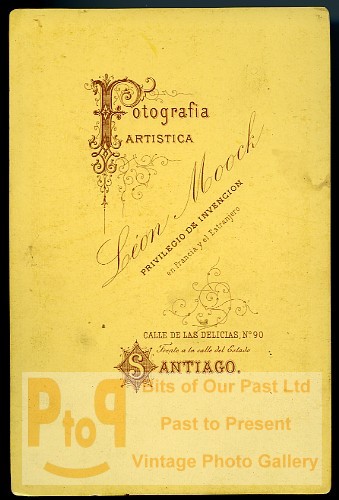 Fotografia
ARTISTICA
Léon Moock
PRIVILEGIO DE INVENCION
en Francia y el Estranjero
CALLE DE LAS DELICIAS, Nº 90
Frente a la calle del Estado
SANTIAGO.
PtoP
Bits of Our Past Ltd
Past to Present
Vintage Photo Gallery